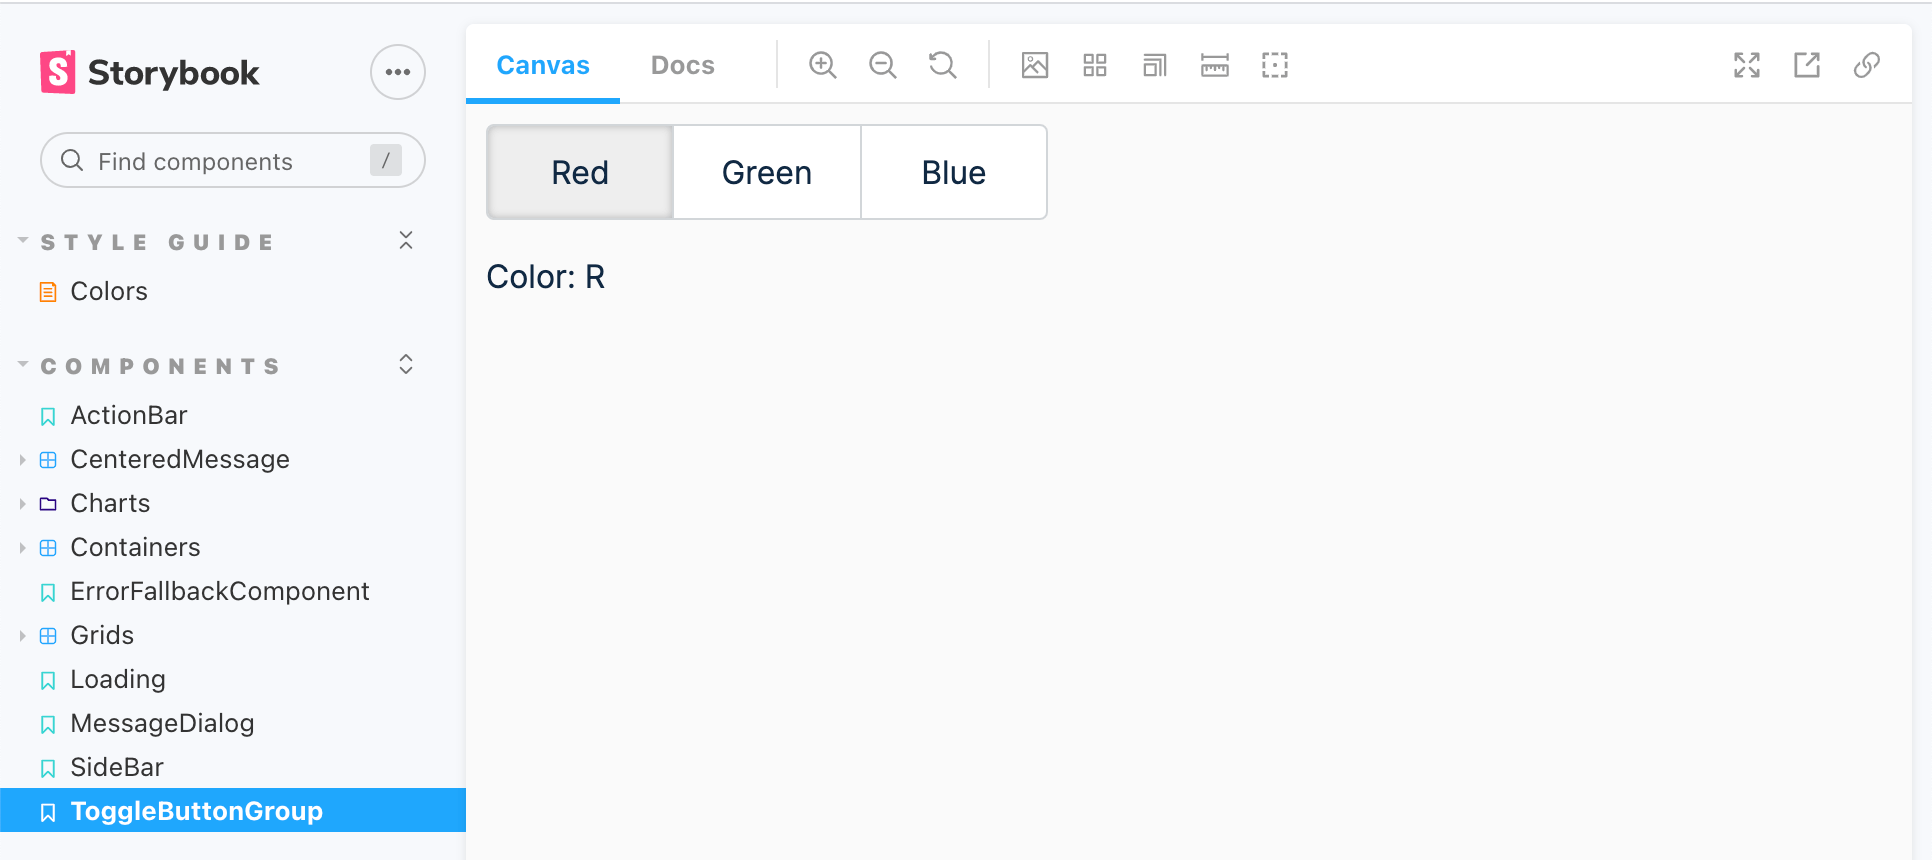 Storybook
Find components /
STYLE GUIDE
Colors
COMPONENTS
ActionBar
CenteredMessage
Charts
Containers
ErrorFallbackComponent
Grids
Loading
MessageDialog
SideBar
ToggleButtonGroup
Canvas Docs
Red Green Blue
Color: R